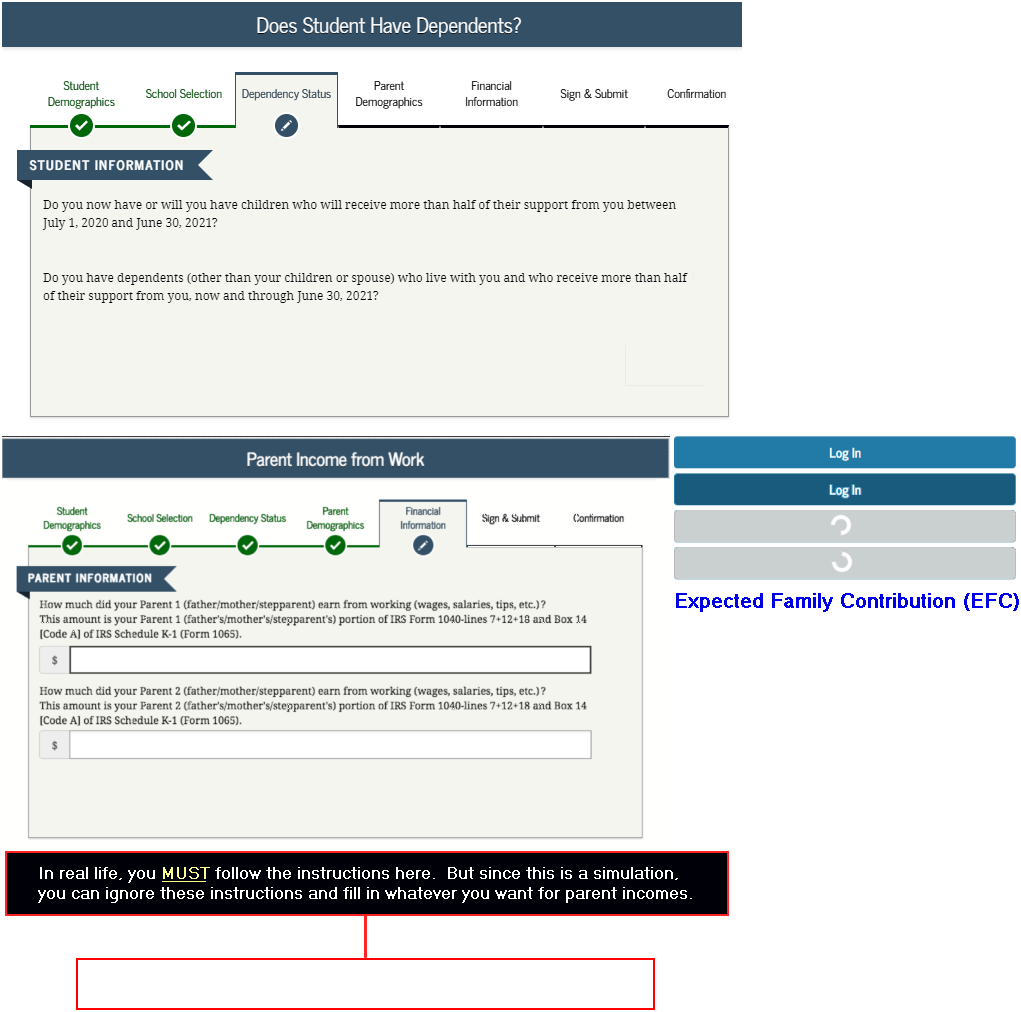 Does Student Have Dependents?
Student Demographics
School Selection
Dependency Status
Parent Demographics
Financial Information
Sign & Submit
Confirmation
STUDENT INFORMATION
Do you now have or will you have children who will receive more than half of their support from you between
July 1, 2020 and June 30, 2021?
Do you have dependents (other than your children or spouse) who live with you and who receive more than half
of their support from you, now and through June 30, 2021?
Parent Income from Work
Student Demographics
School Selection
Dependency Status
Parent Demographics
Financial Information
Sign & Submit
Confirmation
PARENT INFORMATION
How much did your Parent 1 (father/mother/stepparent) earn from working (wages, salaries, tips, etc.)?
This amount is your Parent 1 (father's/mother's/stepparent's) portion of IRS Form 1040-lines 7+12+18 and Box 14
[Code A] of IRS Schedule K-1 (Form 1065).
$
How much did your Parent 2 (father/mother/stepparent) earn from working (wages, salaries, tips, etc.)?
This amount is your Parent 2 (father's/mother's/stepparent's) portion of IRS Form 1040-lines 7+12+18 and Box 14
[Code A] of IRS Schedule K-1 (Form 1065).
$
Log In
Log In
Expected Family Contribution (EFC)
In real life, you MUST follow the instructions here. But since this is a simulation,
you can ignore these instructions and fill in whatever you want for parent incomes.